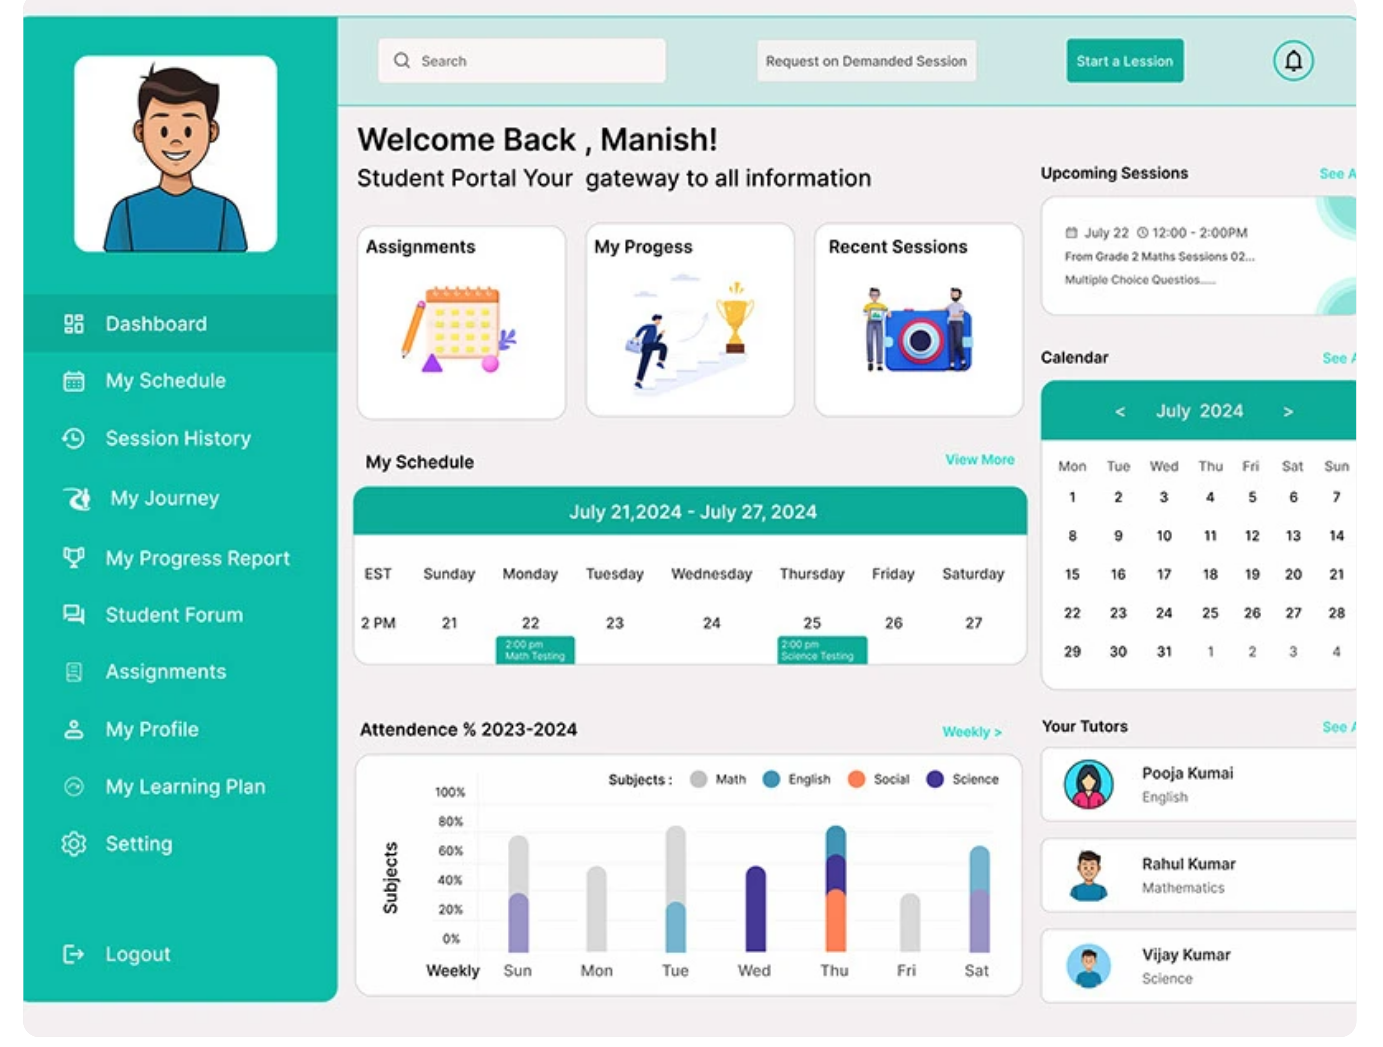 Search
Request on Demanded Session
Start a Lession
Dashboard
My Schedule
Session History
My Journey
My Progress Report
Student Forum
Assignments
My Profile
My Learning Plan
Setting
Logout
Welcome Back , Manish!
Student Portal Your gateway to all information
Assignments
My Progess
Recent Sessions
My Schedule
View More
July 21,2024 - July 27, 2024
EST Sunday Monday Tuesday Wednesday Thursday Friday Saturday
2 PM 21 22 23 24 25 26 27
2:00 pm
Math Testing
2:00 pm
Science Testing
Attendence % 2023-2024
Weekly >
Subjects : Math English Social Science
Subjects
100%
80%
60%
40%
20%
0%
Weekly Sun Mon Tue Wed Thu Fri Sat
Upcoming Sessions
See A
July 22 12:00 - 2:00PM
From Grade 2 Maths Sessions 02...
Multiple Choice Questios.....
Calendar
See A
< July 2024 >
Mon Tue Wed Thu Fri Sat Sun
1 2 3 4 5 6 7
8 9 10 11 12 13 14
15 16 17 18 19 20 21
22 23 24 25 26 27 28
29 30 31 1 2 3 4
Your Tutors
See A
Pooja Kumai
English
Rahul Kumar
Mathematics
Vijay Kumar
Science